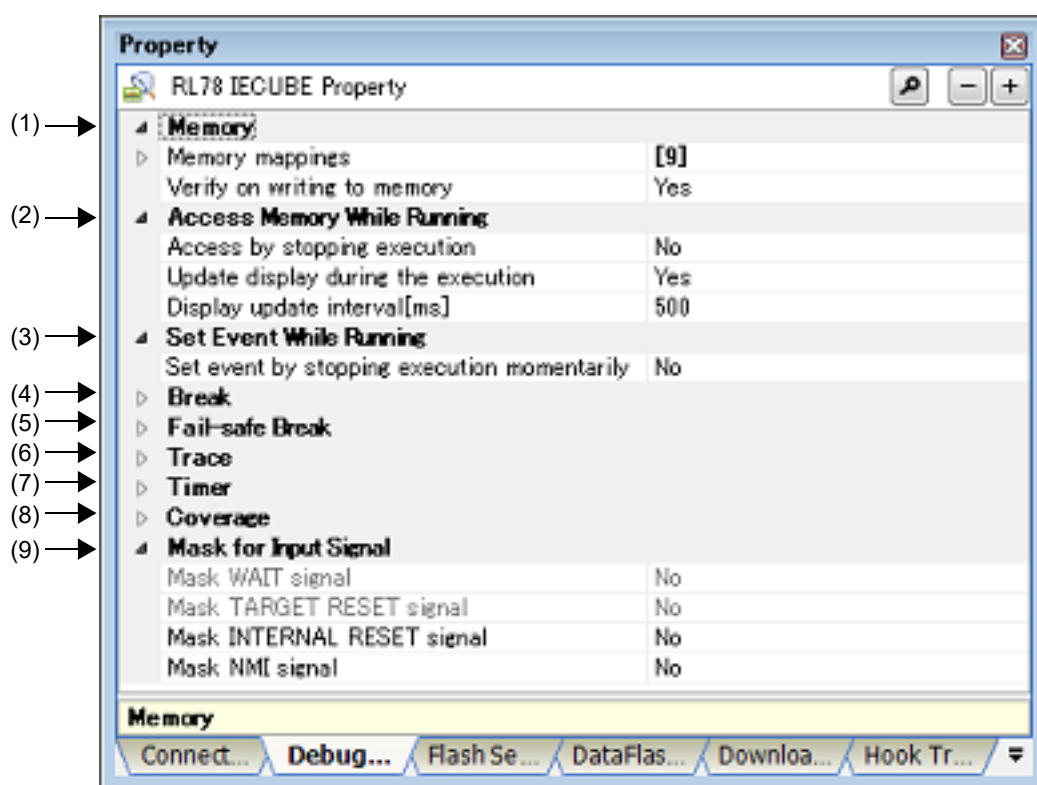 Property
RL78 IECUBE Property
(1) Memory
Memory mappings [9]
Verify on writing to memory Yes
(2) Access Memory While Running
Access by stopping execution No
Update display during the execution Yes
Display update interval[ms] 500
(3) Set Event While Running
Set event by stopping execution momentarily No
(4) Break
(5) Fail-safe Break
(6) Trace
(7) Timer
(8) Coverage
(9) Mask for Input Signal
Mask WAIT signal No
Mask TARGET RESET signal No
Mask INTERNAL RESET signal No
Mask NMI signal No
Memory
Connect... Debug... Flash Se... DataFlas... Downloa... Hook Tr...